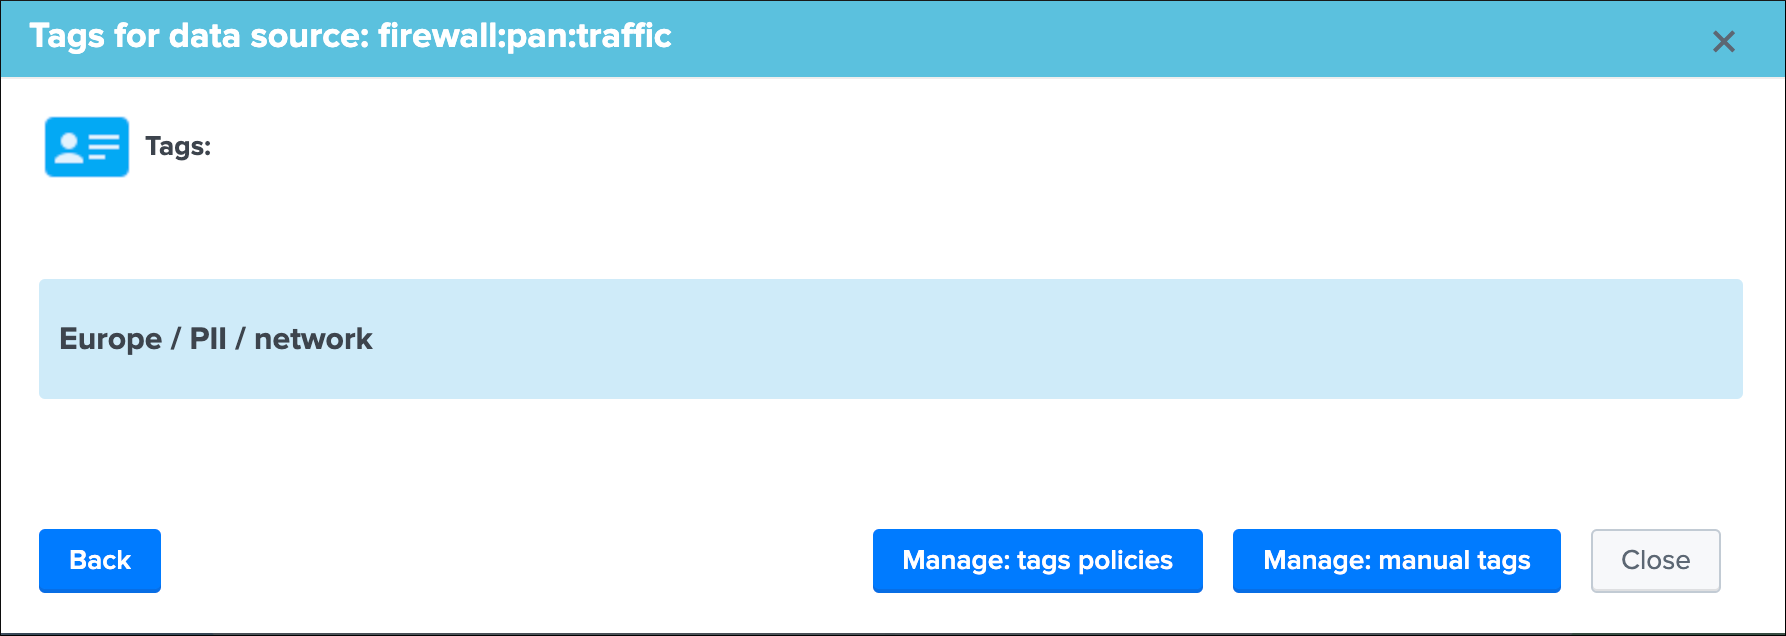 Tags for data source: firewall:pan:traffic
Tags:
Europe / PII / network
Back
Manage: tags policies
Manage: manual tags
Close